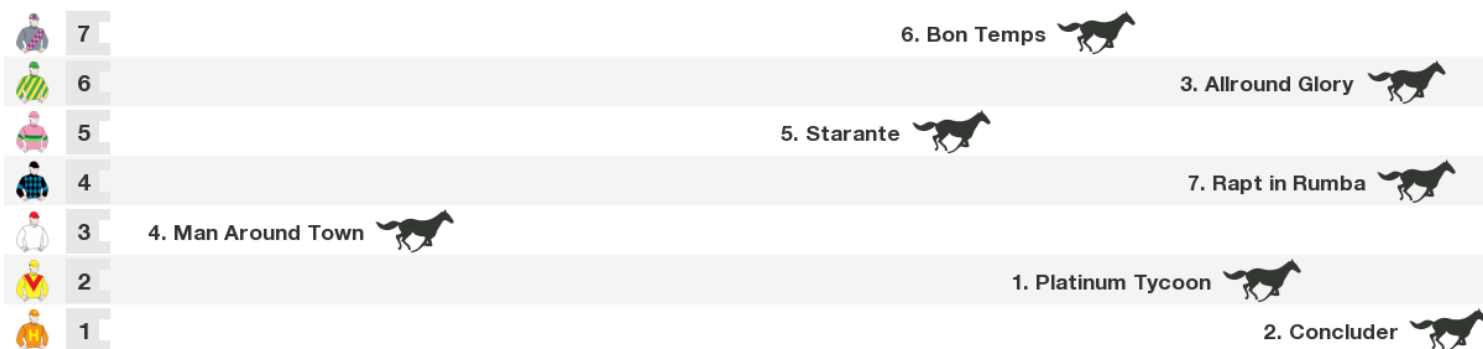 7 6. Bon Temps
6 3. Allround Glory
5 5. Starante
4 7. Rapt in Rumba
3 4. Man Around Town
2 1. Platinum Tycoon
H 1 2. Concluder